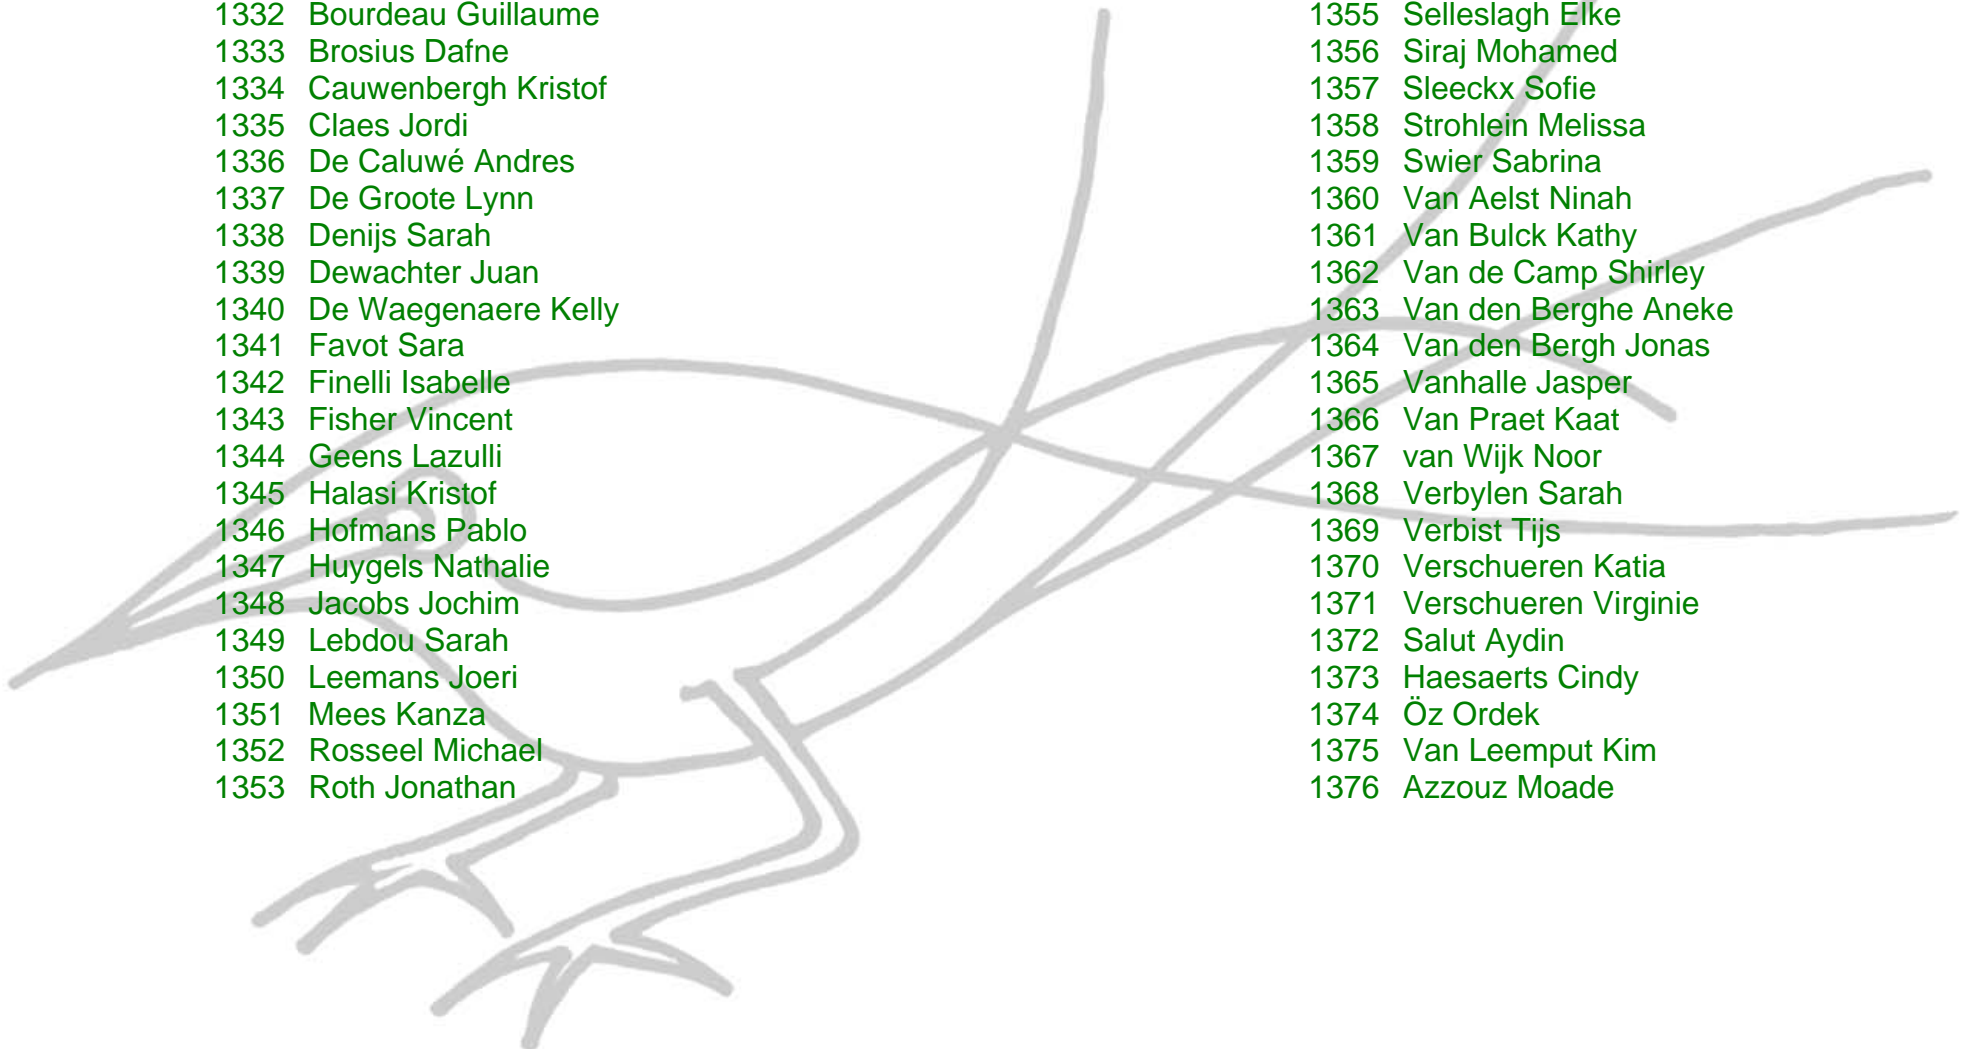 1332 Bourdeau Guillaume
1333 Brosius Dafne
1334 Cauwenbergh Kristof
1335 Claes Jordi
1336 De Caluwé Andres
1337 De Groote Lynn
1338 Denijs Sarah
1339 Dewachter Juan
1340 De Waegenaere Kelly
1341 Favot Sara
1342 Finelli Isabelle
1343 Fisher Vincent
1344 Geens Lazulli
1345 Halasi Kristof
1346 Hofmans Pablo
1347 Huygels Nathalie
1348 Jacobs Jochim
1349 Lebdou Sarah
1350 Leemans Joeri
1351 Mees Kanza
1352 Rosseel Michael
1353 Roth Jonathan
1355 Selleslagh Elke
1356 Siraj Mohamed
1357 Sleeckx Sofie
1358 Strohlein Melissa
1359 Swier Sabrina
1360 Van Aelst Ninah
1361 Van Bulck Kathy
1362 Van de Camp Shirley
1363 Van den Berghe Aneke
1364 Van den Bergh Jonas
1365 Vanhalle Jasper
1366 Van Praet Kaat
1367 van Wijk Noor
1368 Verbylen Sarah
1369 Verbist Tijs
1370 Verschueren Katia
1371 Verschueren Virginie
1372 Salut Aydin
1373 Haesaerts Cindy
1374 Öz Ordek
1375 Van Leemput Kim
1376 Azzouz Moade